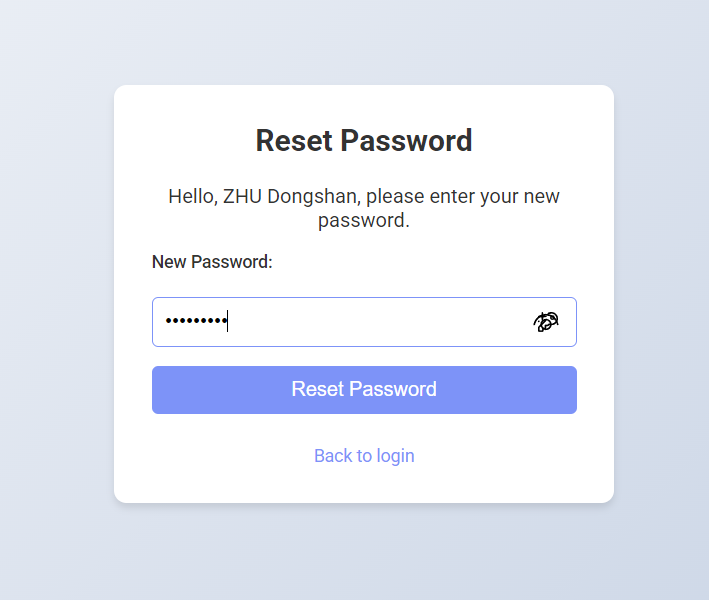 Reset Password
Hello, ZHU Dongshan, please enter your new
password.
New Password:
•••••••••
Reset Password
Back to login